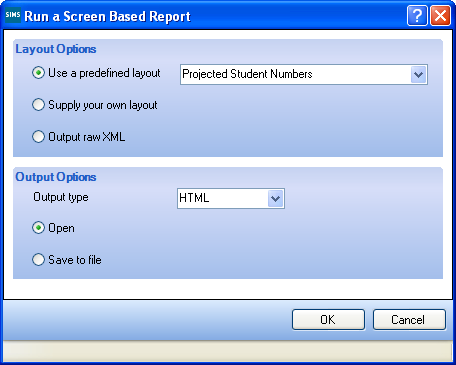 SIMS Run a Screen Based Report ? X
Layout Options
Use a predefined layout Projected Student Numbers
Supply your own layout
Output raw XML
Output Options
Output type HTML
Open
Save to file
OK Cancel